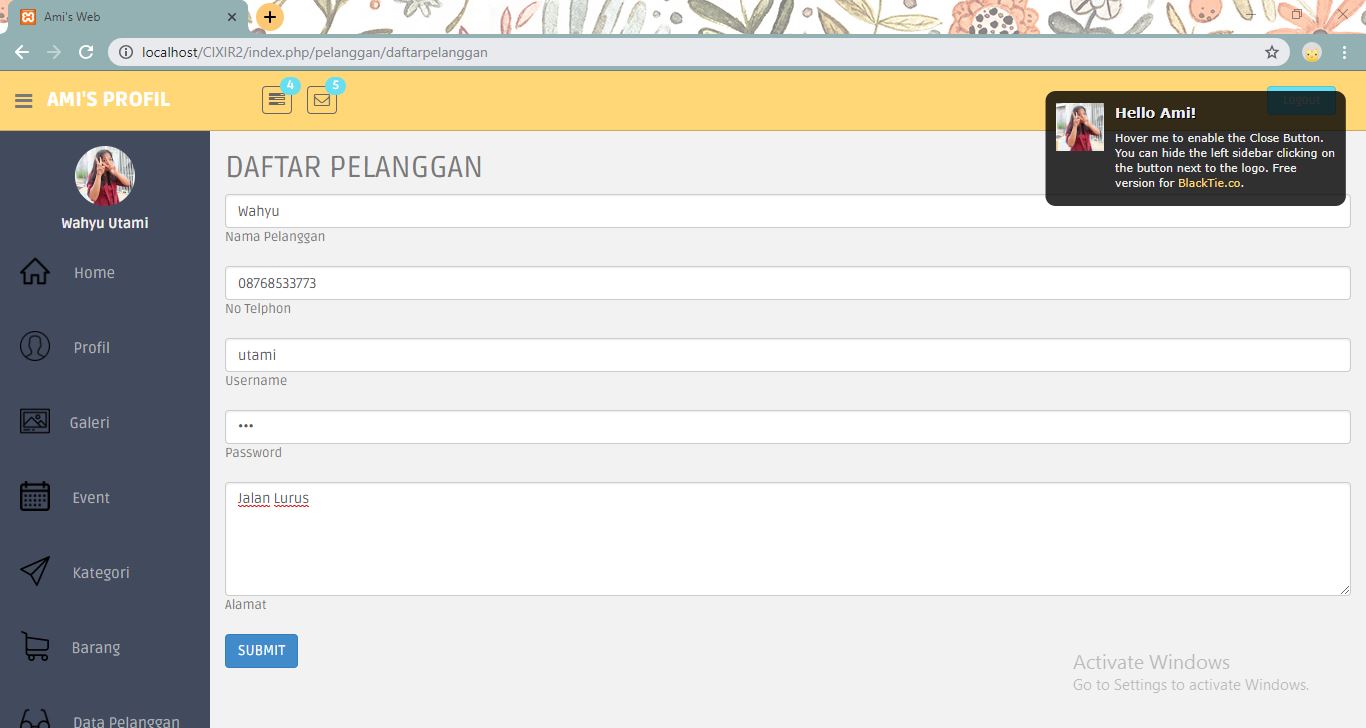 Ami's Web
localhost/CIXIR2/index.php/pelanggan/daftarpelanggan
AMI'S PROFIL
4
5
Logout
Hello Ami!
Hover me to enable the Close Button.
You can hide the left sidebar clicking on
the button next to the logo. Free
version for BlackTie.co.
Wahyu Utami
Home
Profil
Galeri
Event
Kategori
Barang
Data Pelanggan
DAFTAR PELANGGAN
Wahyu
Nama Pelanggan
08768533773
No Telphon
utami
Username
•••
Password
Jalan Lurus
Alamat
SUBMIT
Activate Windows
Go to Settings to activate Windows.